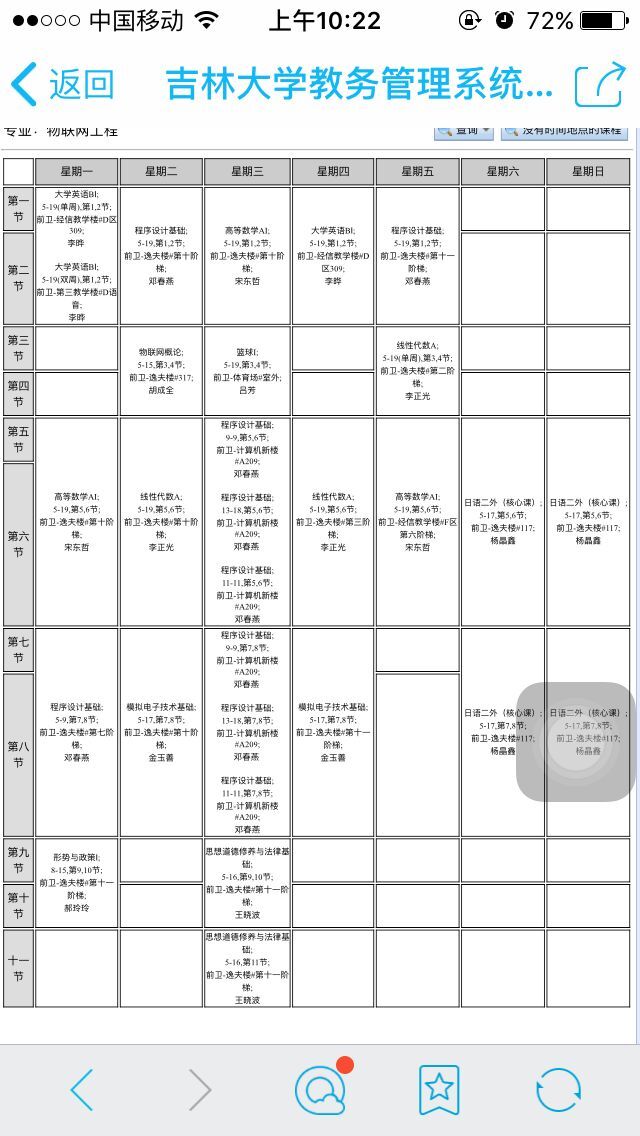 中国移动 上午10:22 72%
返回 吉林大学教务管理系统...
专业：物联网工程 查询 没有时间地点的课程
星期一 星期二 星期三 星期四 星期五 星期六 星期日
第一节
第二节
大学英语BI;
5-19(单周),第1,2节;
前卫-经信教学楼#D区
309;
李晔
大学英语BI;
5-19(双周),第1,2节;
前卫-第三教学楼#D语
音;
李晔
程序设计基础;
5-19,第1,2节;
前卫-逸夫楼#第十阶
梯;
邓春燕
高等数学AI;
5-19,第1,2节;
前卫-逸夫楼#第十阶
梯;
宋东哲
大学英语BI;
5-19,第1,2节;
前卫-经信教学楼#D
区309;
李晔
程序设计基础;
5-19,第1,2节;
前卫-逸夫楼#第十一
阶梯;
邓春燕
第三节
第四节
物联网概论;
5-15,第3,4节;
前卫-逸夫楼#317;
胡成全
篮球I;
5-19,第3,4节;
前卫-体育场#室外;
吕芳
线性代数A;
5-19(单周),第3,4节;
前卫-逸夫楼#第二阶
梯;
李正光
第五节
第六节
高等数学AI;
5-19,第5,6节;
前卫-逸夫楼#第十阶
梯;
宋东哲
线性代数A;
5-19,第5,6节;
前卫-逸夫楼#第十阶
梯;
李正光
程序设计基础;
9-9,第5,6节;
前卫-计算机新楼
#A209;
邓春燕
程序设计基础;
13-18,第5,6节;
前卫-计算机新楼
#A209;
邓春燕
程序设计基础;
11-11,第5,6节;
前卫-计算机新楼
#A209;
邓春燕
线性代数A;
5-19,第5,6节;
前卫-逸夫楼#第三阶
梯;
李正光
高等数学AI;
5-19,第5,6节;
前卫-经信教学楼#F区
第六阶梯;
宋东哲
日语二外（核心课）;
5-17,第5,6节;
前卫-逸夫楼#117;
杨晶鑫
日语二外（核心课）;
5-17,第5,6节;
前卫-逸夫楼#117;
杨晶鑫
第七节
第八节
程序设计基础;
5-9,第7,8节;
前卫-逸夫楼#第七阶
梯;
邓春燕
模拟电子技术基础;
5-17,第7,8节;
前卫-逸夫楼#第十阶
梯;
金玉善
程序设计基础;
9-9,第7,8节;
前卫-计算机新楼
#A209;
邓春燕
程序设计基础;
13-18,第7,8节;
前卫-计算机新楼
#A209;
邓春燕
程序设计基础;
11-11,第7,8节;
前卫-计算机新楼
#A209;
邓春燕
模拟电子技术基础;
5-17,第7,8节;
前卫-逸夫楼#第十一
阶梯;
金玉善
日语二外（核心课）;
5-17,第7,8节;
前卫-逸夫楼#117;
杨晶鑫
日语二外（核心课）;
5-17,第7,8节;
前卫-逸夫楼#117;
杨晶鑫
第九节
第十节
形势与政策I;
8-15,第9,10节;
前卫-逸夫楼#第十一
阶梯;
郝玲玲
思想道德修养与法律基
础;
5-16,第9,10节;
前卫-逸夫楼#第十一阶
梯;
王晓波
十一节
思想道德修养与法律基
础;
5-16,第11节;
前卫-逸夫楼#第十一阶
梯;
王晓波